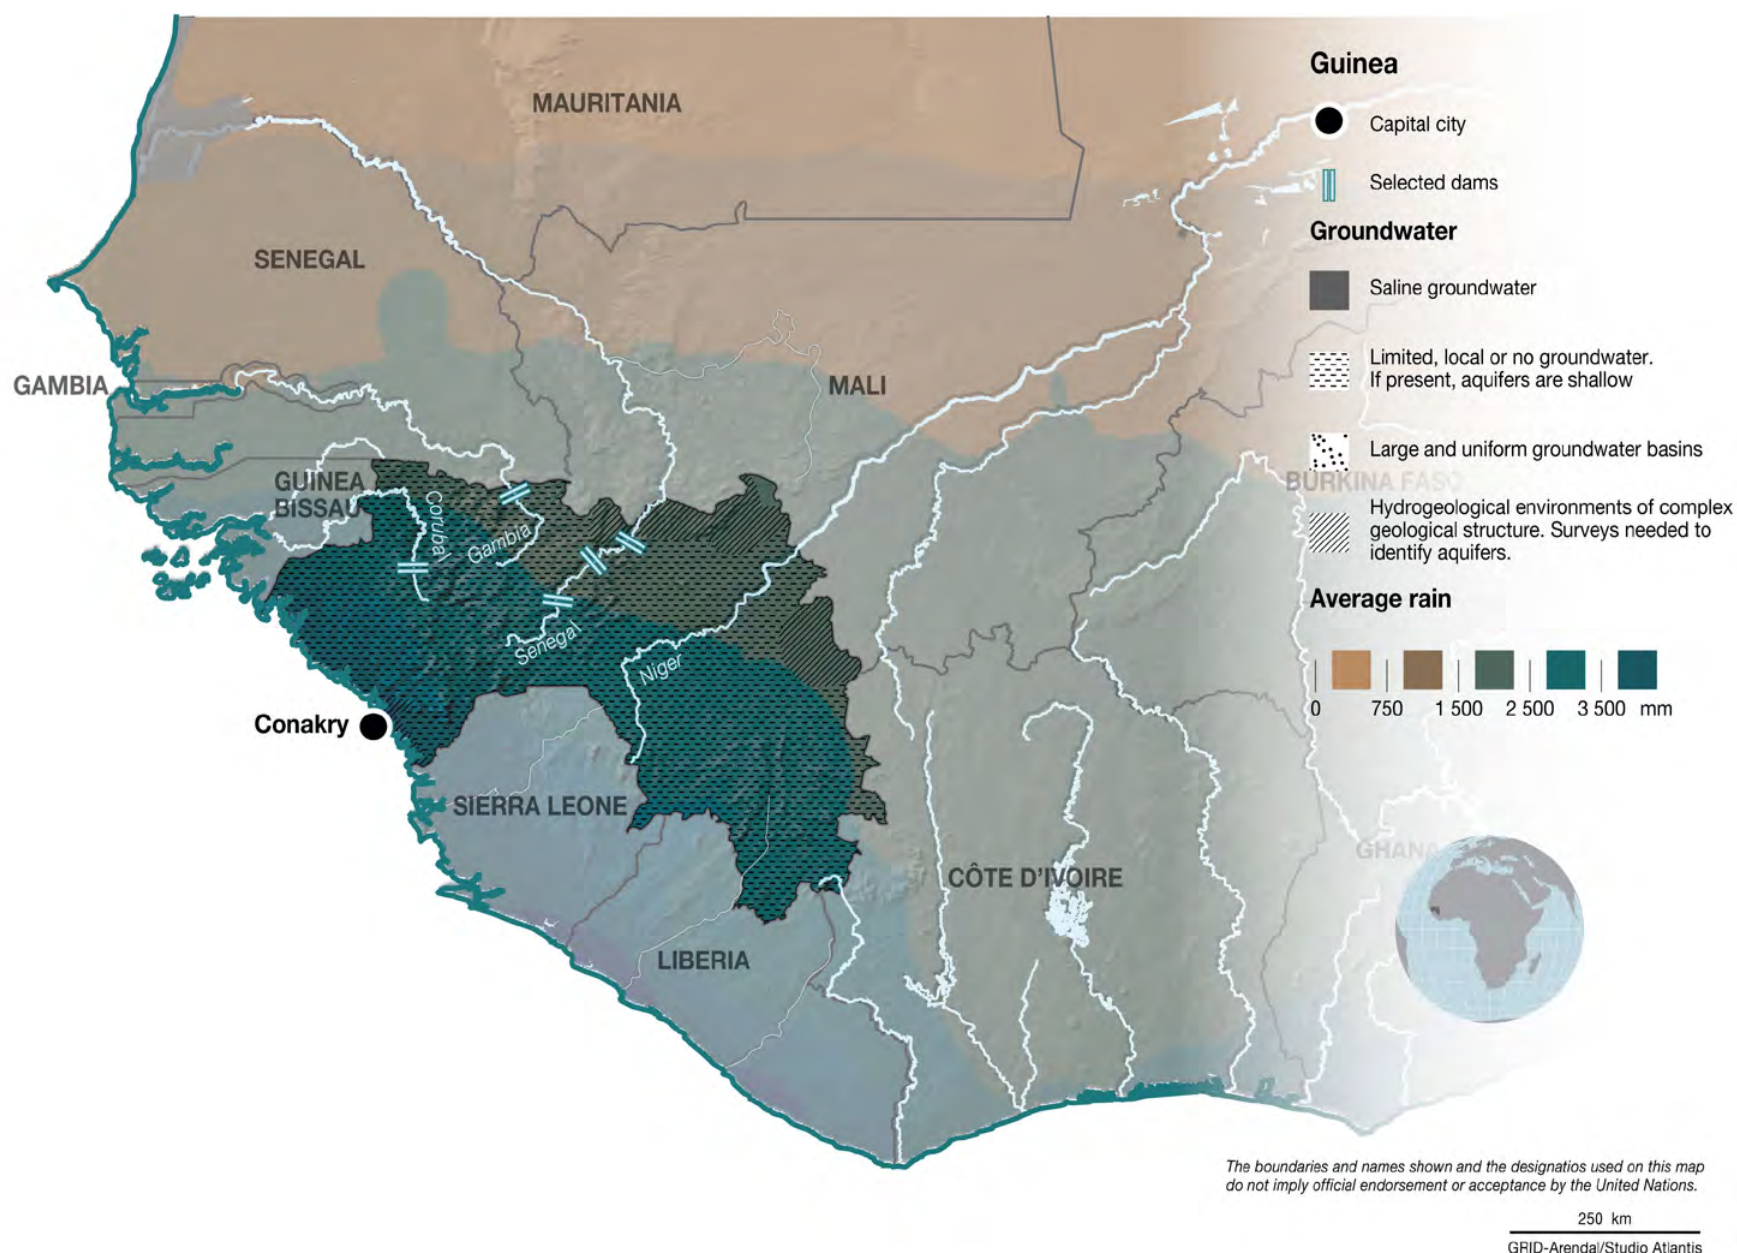 MAURITANIA
SENEGAL
GAMBIA
MALI
GUINEA
BISSAU
BURKINA FASO
Corubal
Gambia
Senegal
Niger
Conakry
SIERRA LEONE
CÔTE D'IVOIRE
GHANA
LIBERIA
Guinea
Capital city
Selected dams
Groundwater
Saline groundwater
Limited, local or no groundwater.
If present, aquifers are shallow
Large and uniform groundwater basins
Hydrogeological environments of complex
geological structure. Surveys needed to
identify aquifers.
Average rain
0 750 1 500 2 500 3 500 mm
The boundaries and names shown and the designatios used on this map
do not imply official endorsement or acceptance by the United Nations.
250 km
GRID-Arendal/Studio Atlantis